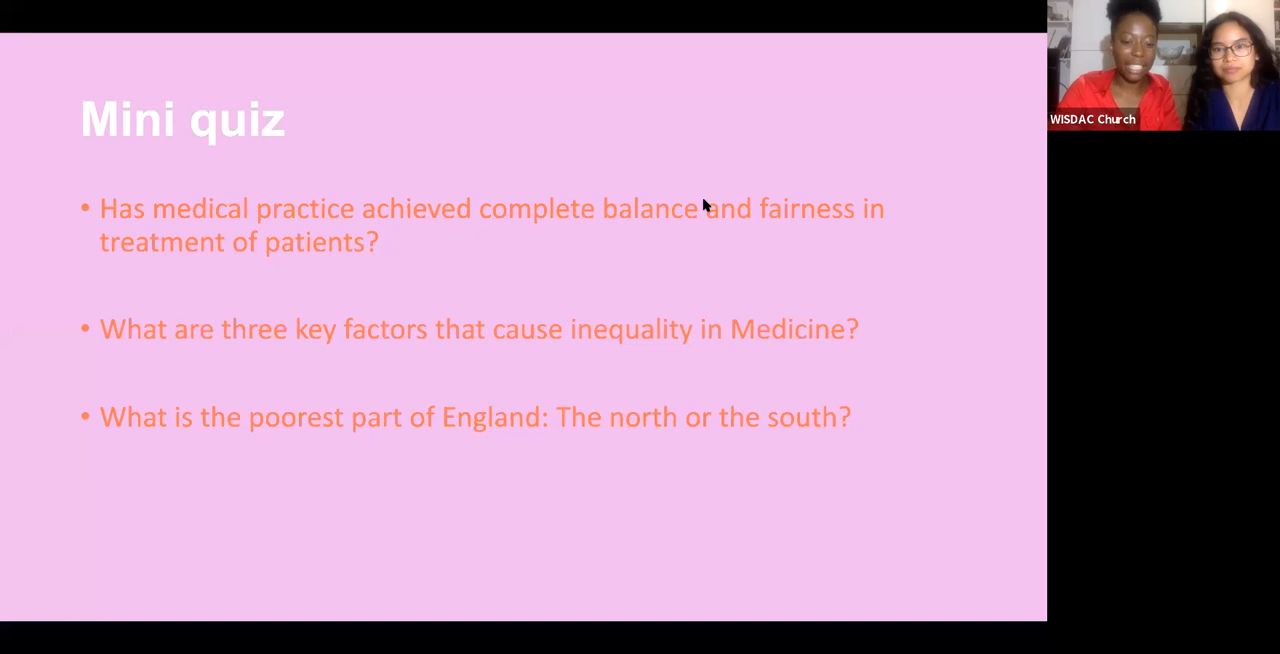 Mini quiz
• Has medical practice achieved complete balance and fairness in
treatment of patients?
• What are three key factors that cause inequality in Medicine?
• What is the poorest part of England: The north or the south?
WISDAC Church